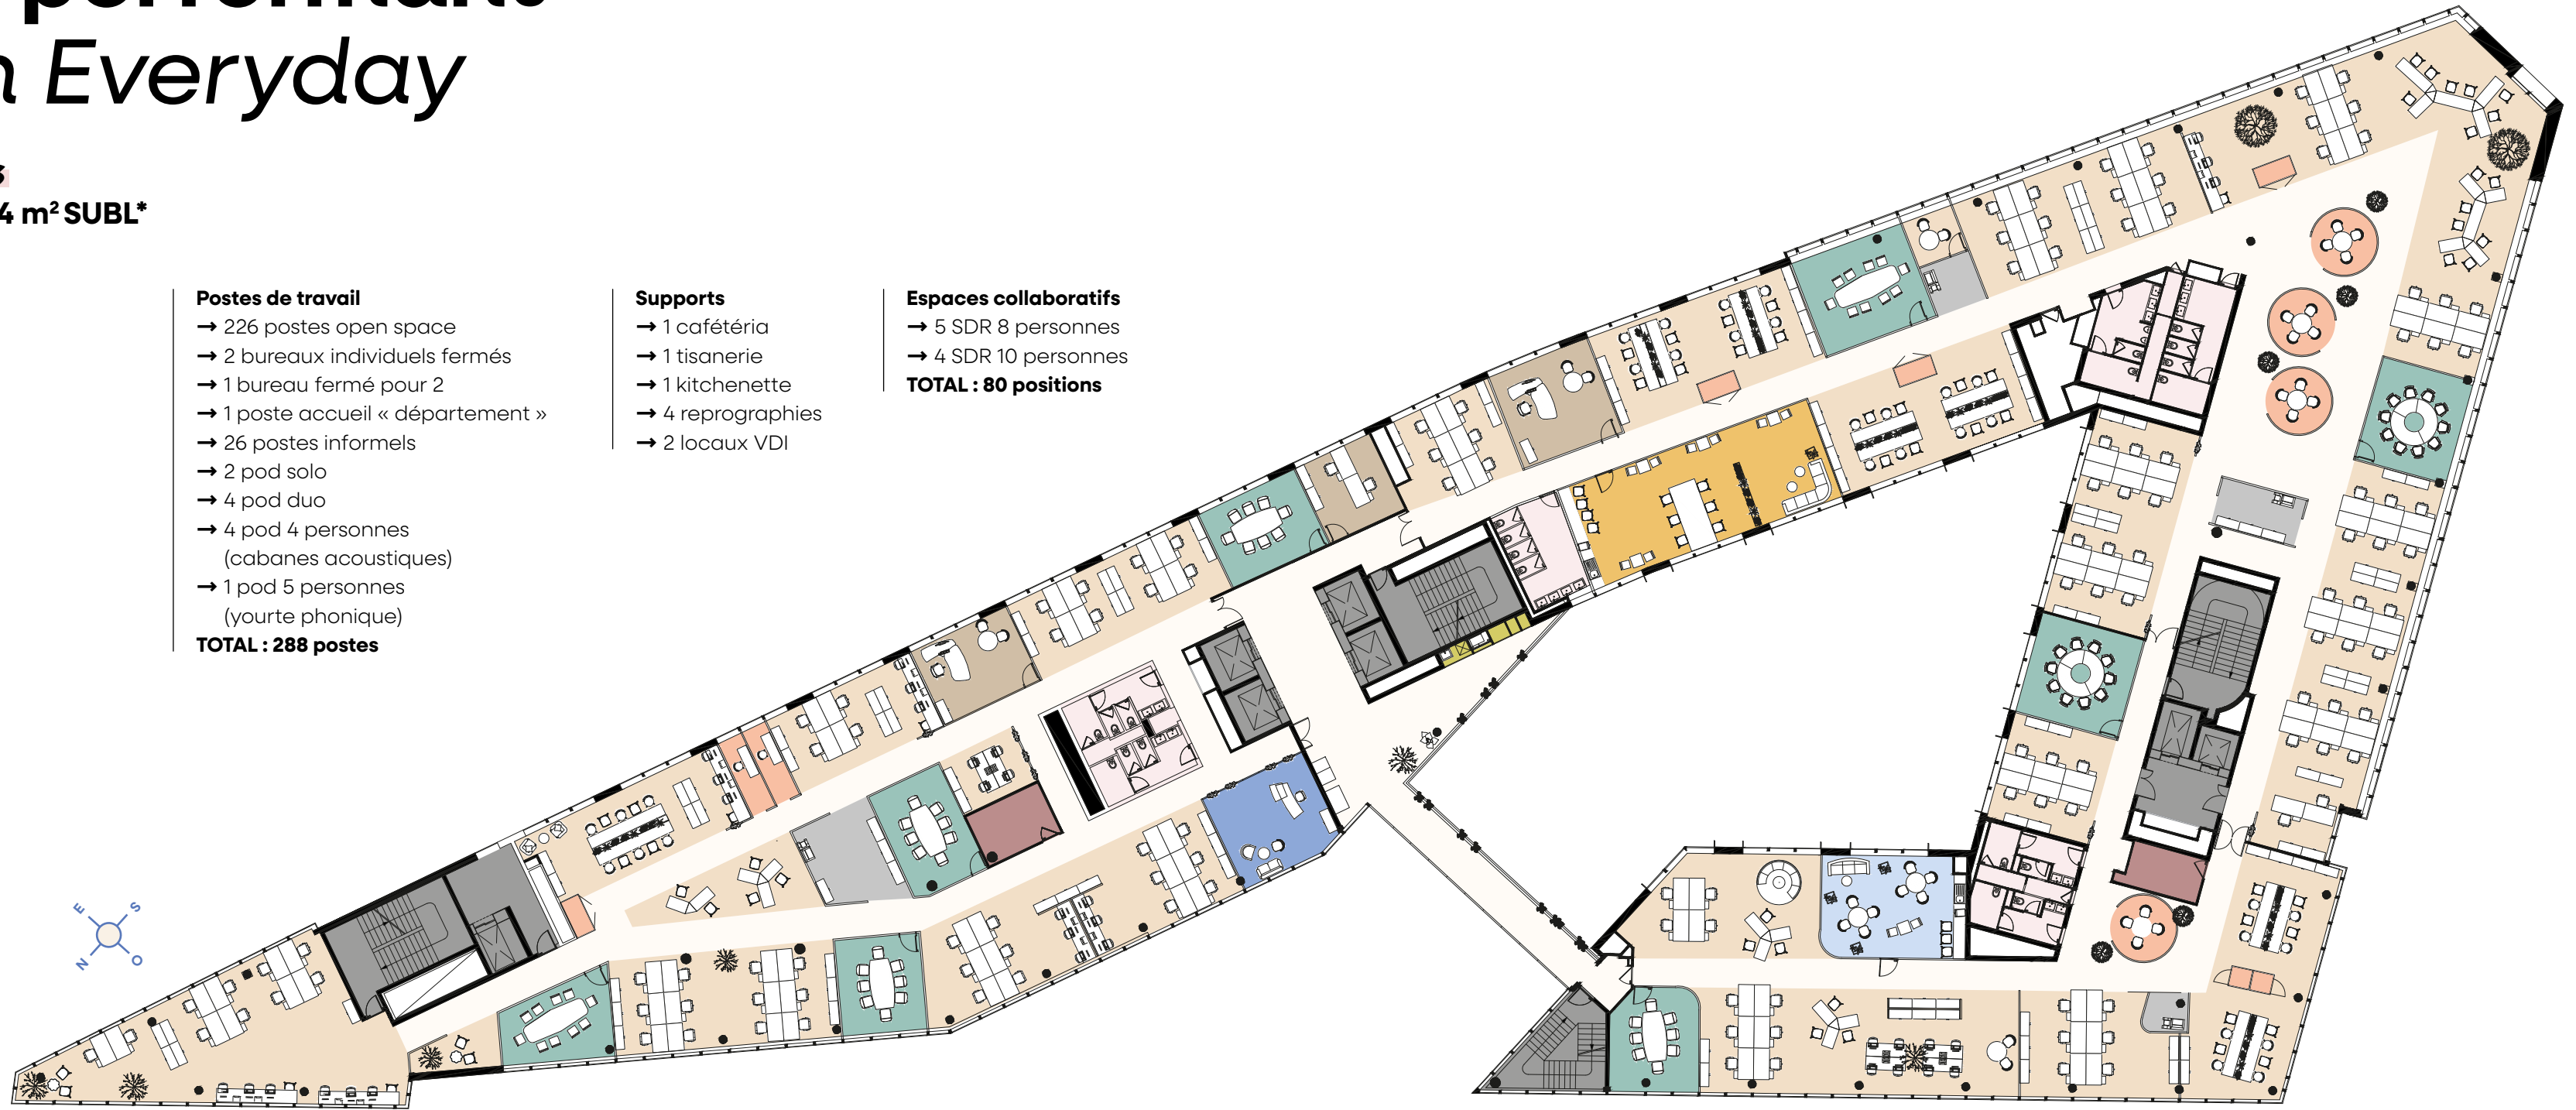 n Everyday
4 m² SUBL*
Postes de travail
→ 226 postes open space
→ 2 bureaux individuels fermés
→ 1 bureau fermé pour 2
→ 1 poste accueil « département »
→ 26 postes informels
→ 2 pod solo
→ 4 pod duo
→ 4 pod 4 personnes
(cabanes acoustiques)
→ 1 pod 5 personnes
(yourte phonique)
TOTAL : 288 postes
Supports
→ 1 cafétéria
→ 1 tisanerie
→ 1 kitchenette
→ 4 reprographies
→ 2 locaux VDI
Espaces collaboratifs
→ 5 SDR 8 personnes
→ 4 SDR 10 personnes
TOTAL : 80 positions
E S
N O